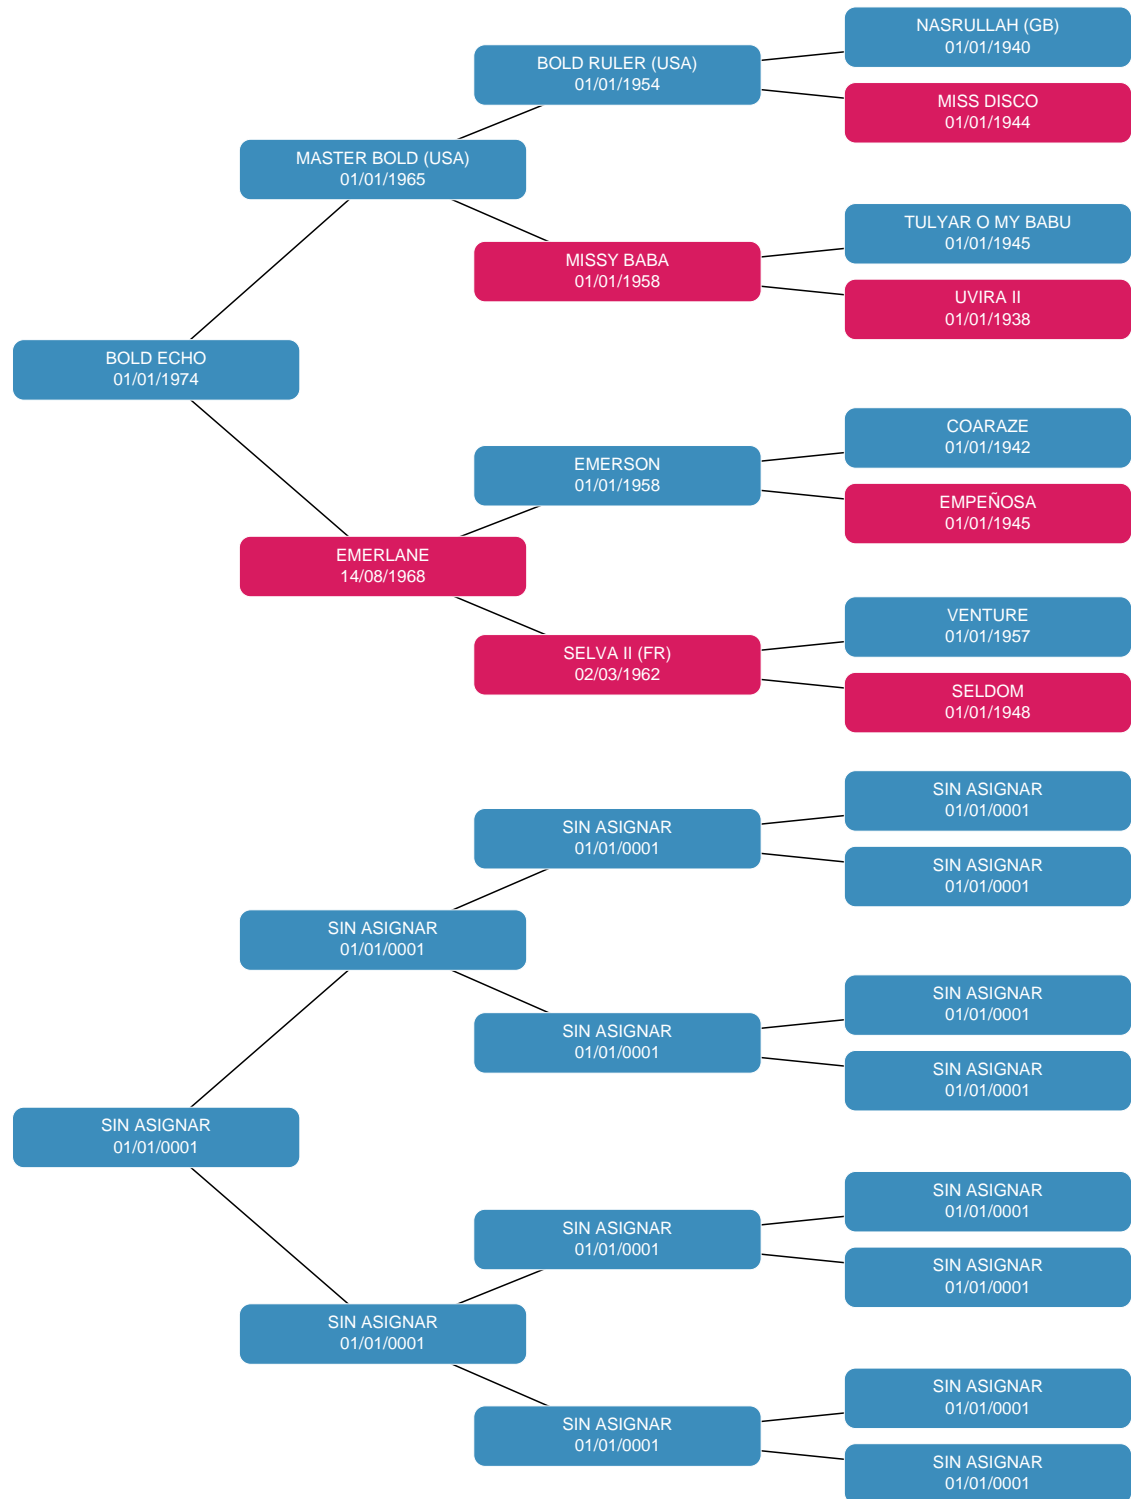 NASRULLAH (GB)
01/01/1940
BOLD RULER (USA)
01/01/1954
MISS DISCO
01/01/1944
MASTER BOLD (USA)
01/01/1965
TULYAR O MY BABU
01/01/1945
MISSY BABA
01/01/1958
UVIRA II
01/01/1938
BOLD ECHO
01/01/1974
COARAZE
01/01/1942
EMERSON
01/01/1958
EMPEÑOSA
01/01/1945
EMERLANE
14/08/1968
VENTURE
01/01/1957
SELVA II (FR)
02/03/1962
SELDOM
01/01/1948
SIN ASIGNAR
01/01/0001
SIN ASIGNAR
01/01/0001
SIN ASIGNAR
01/01/0001
SIN ASIGNAR
01/01/0001
SIN ASIGNAR
01/01/0001
SIN ASIGNAR
01/01/0001
SIN ASIGNAR
01/01/0001
SIN ASIGNAR
01/01/0001
SIN ASIGNAR
01/01/0001
SIN ASIGNAR
01/01/0001
SIN ASIGNAR
01/01/0001
SIN ASIGNAR
01/01/0001
SIN ASIGNAR
01/01/0001
SIN ASIGNAR
01/01/0001
SIN ASIGNAR
01/01/0001